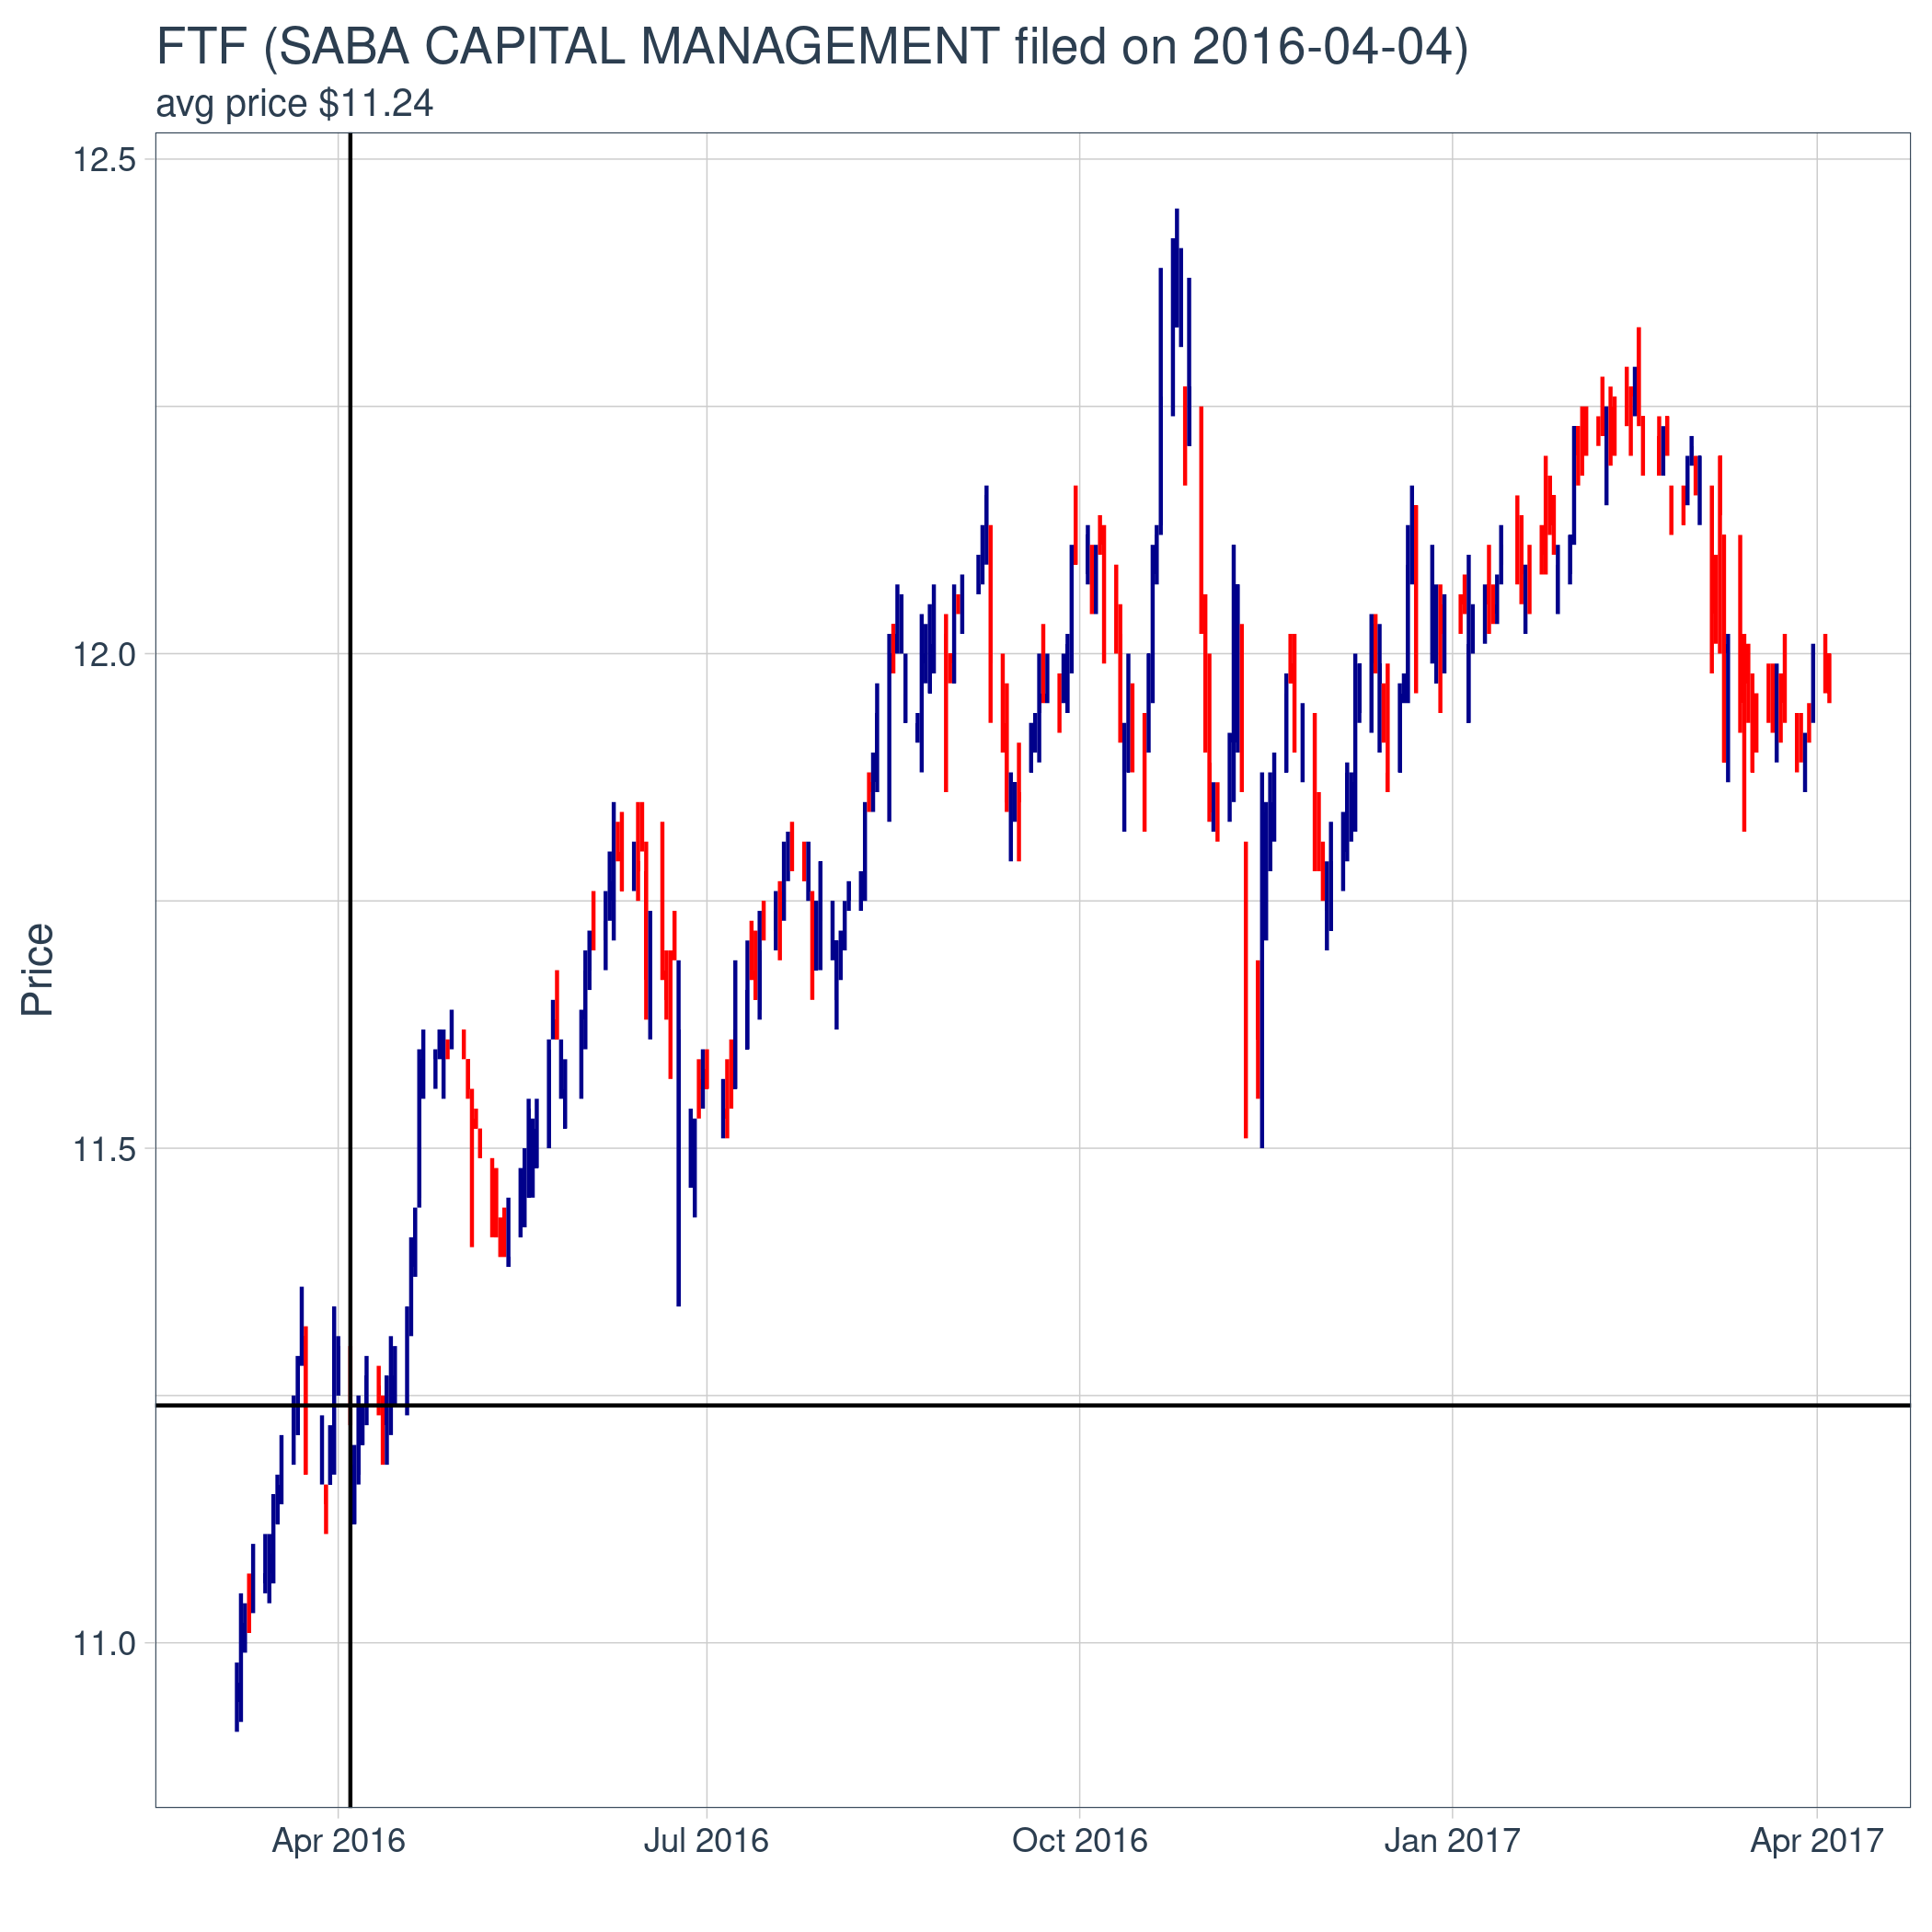 FTF (SABA CAPITAL MANAGEMENT filed on 2016-04-04)
avg price $11.24
12.5
12.0
11.5
11.0
Price
Apr 2016
Jul 2016
Oct 2016
Jan 2017
Apr 2017